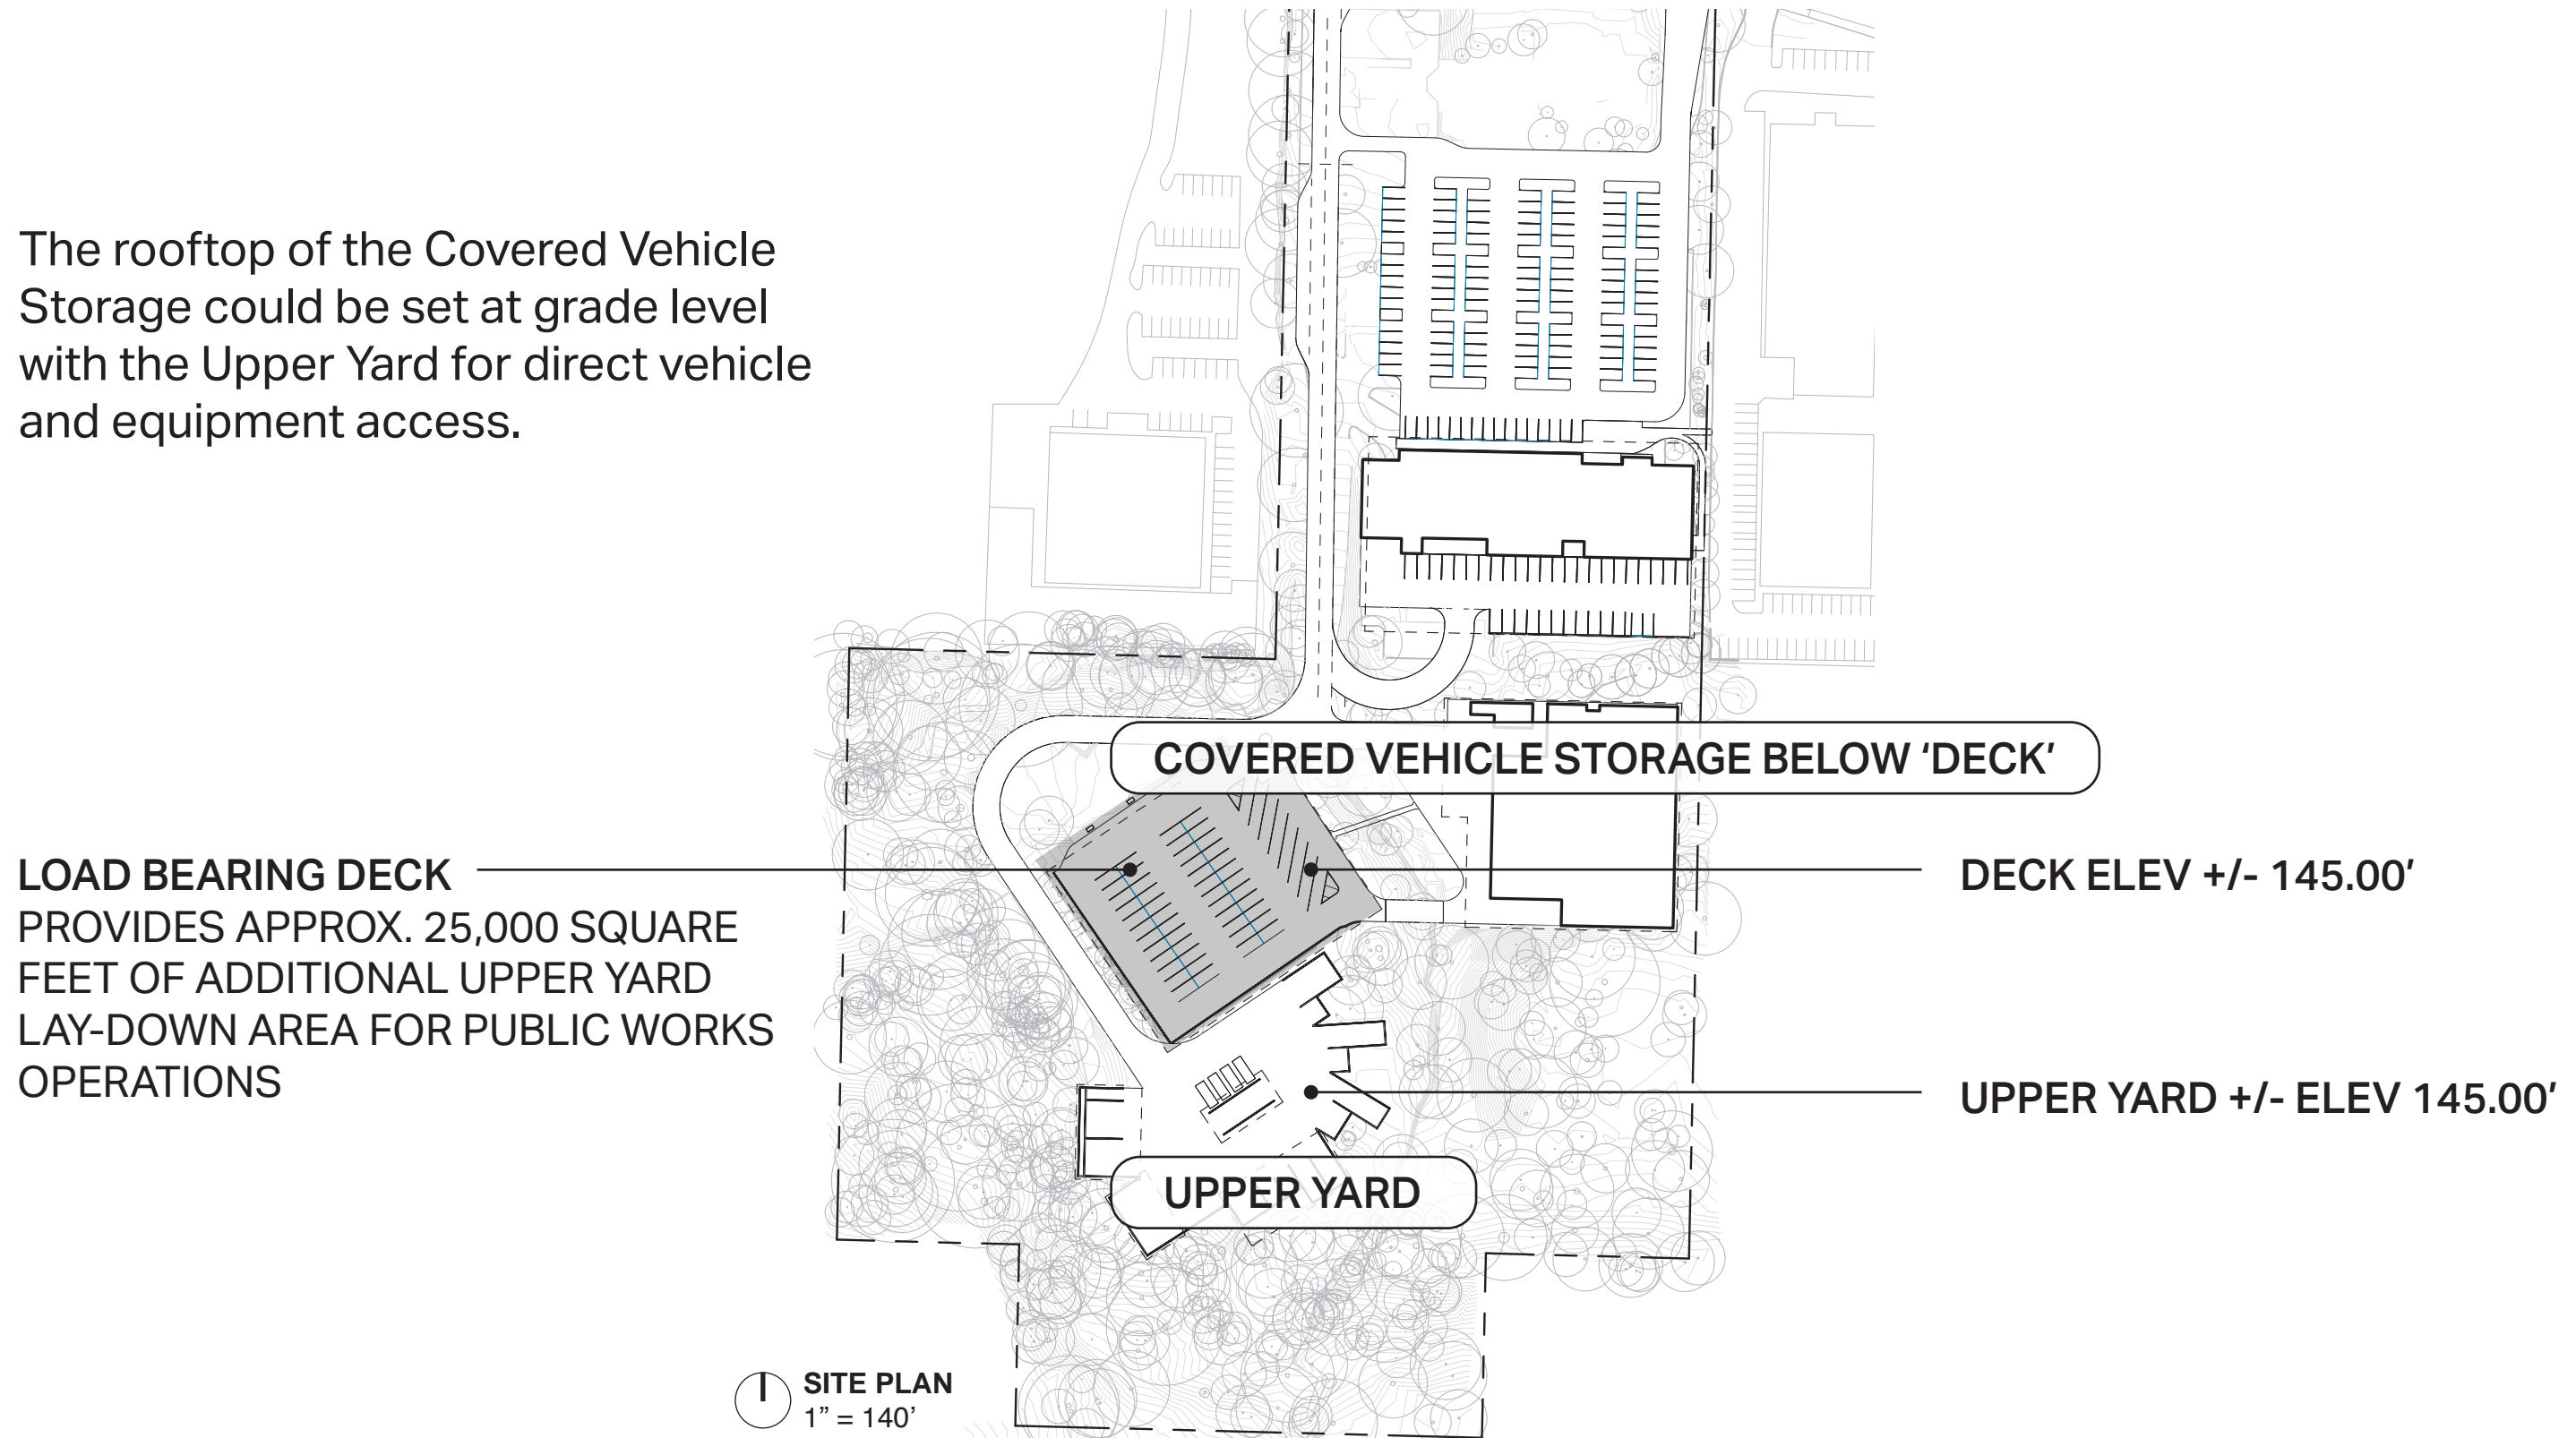 The rooftop of the Covered Vehicle
Storage could be set at grade level
with the Upper Yard for direct vehicle
and equipment access.
COVERED VEHICLE STORAGE BELOW ‘DECK’
LOAD BEARING DECK
PROVIDES APPROX. 25,000 SQUARE
FEET OF ADDITIONAL UPPER YARD
LAY-DOWN AREA FOR PUBLIC WORKS
OPERATIONS
DECK ELEV +/- 145.00’
UPPER YARD +/- ELEV 145.00’
UPPER YARD
SITE PLAN
1” = 140’